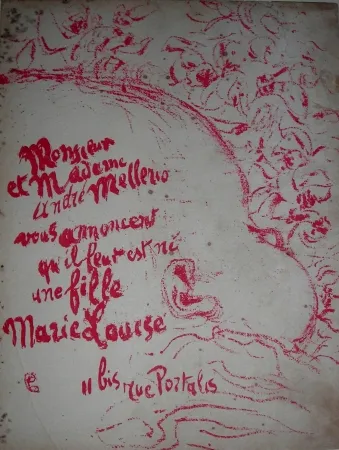 Monsieur
et Madame
André Mellerio
vous annoncent
qu'il leur est né
une fille
Marie Louise
11 bis rue Portalis